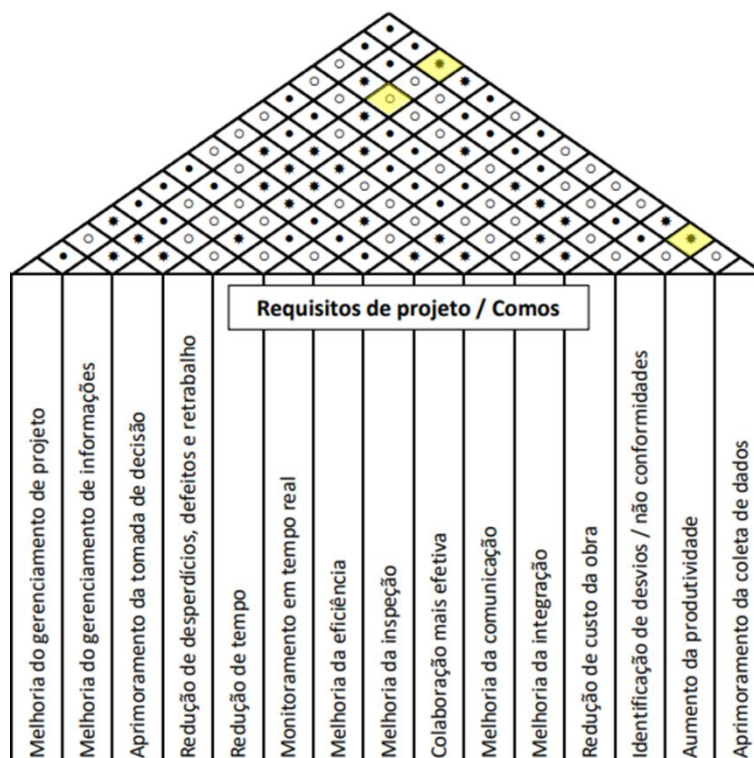 Requisitos de projeto / Comos
Melhoria do gerenciamento de projeto
Melhoria do gerenciamento de informações
Aprimoramento da tomada de decisão
Redução de desperdícios, defeitos e retrabalho
Redução de tempo
Monitoramento em tempo real
Melhoria da eficiência
Melhoria da inspeção
Colaboração mais efetiva
Melhoria da comunicação
Melhoria da integração
Redução de custo da obra
Identificação de desvios / não conformidades
Aumento da produtividade
Aprimoramento da coleta de dados